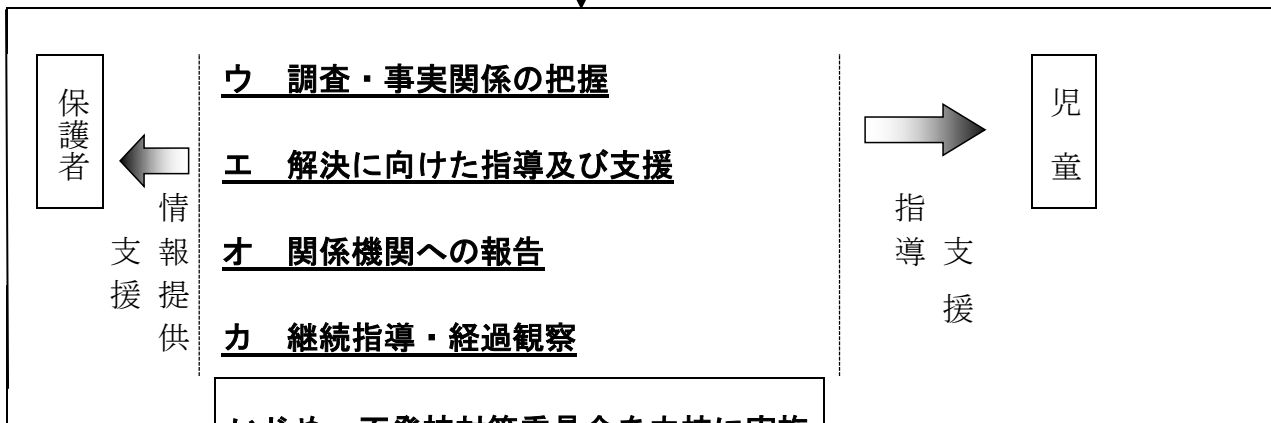 保護者
情報提供
支援
ウ　調査・事実関係の把握
エ　解決に向けた指導及び支援
オ　関係機関への報告
カ　継続指導・経過観察
児童
支援
指導